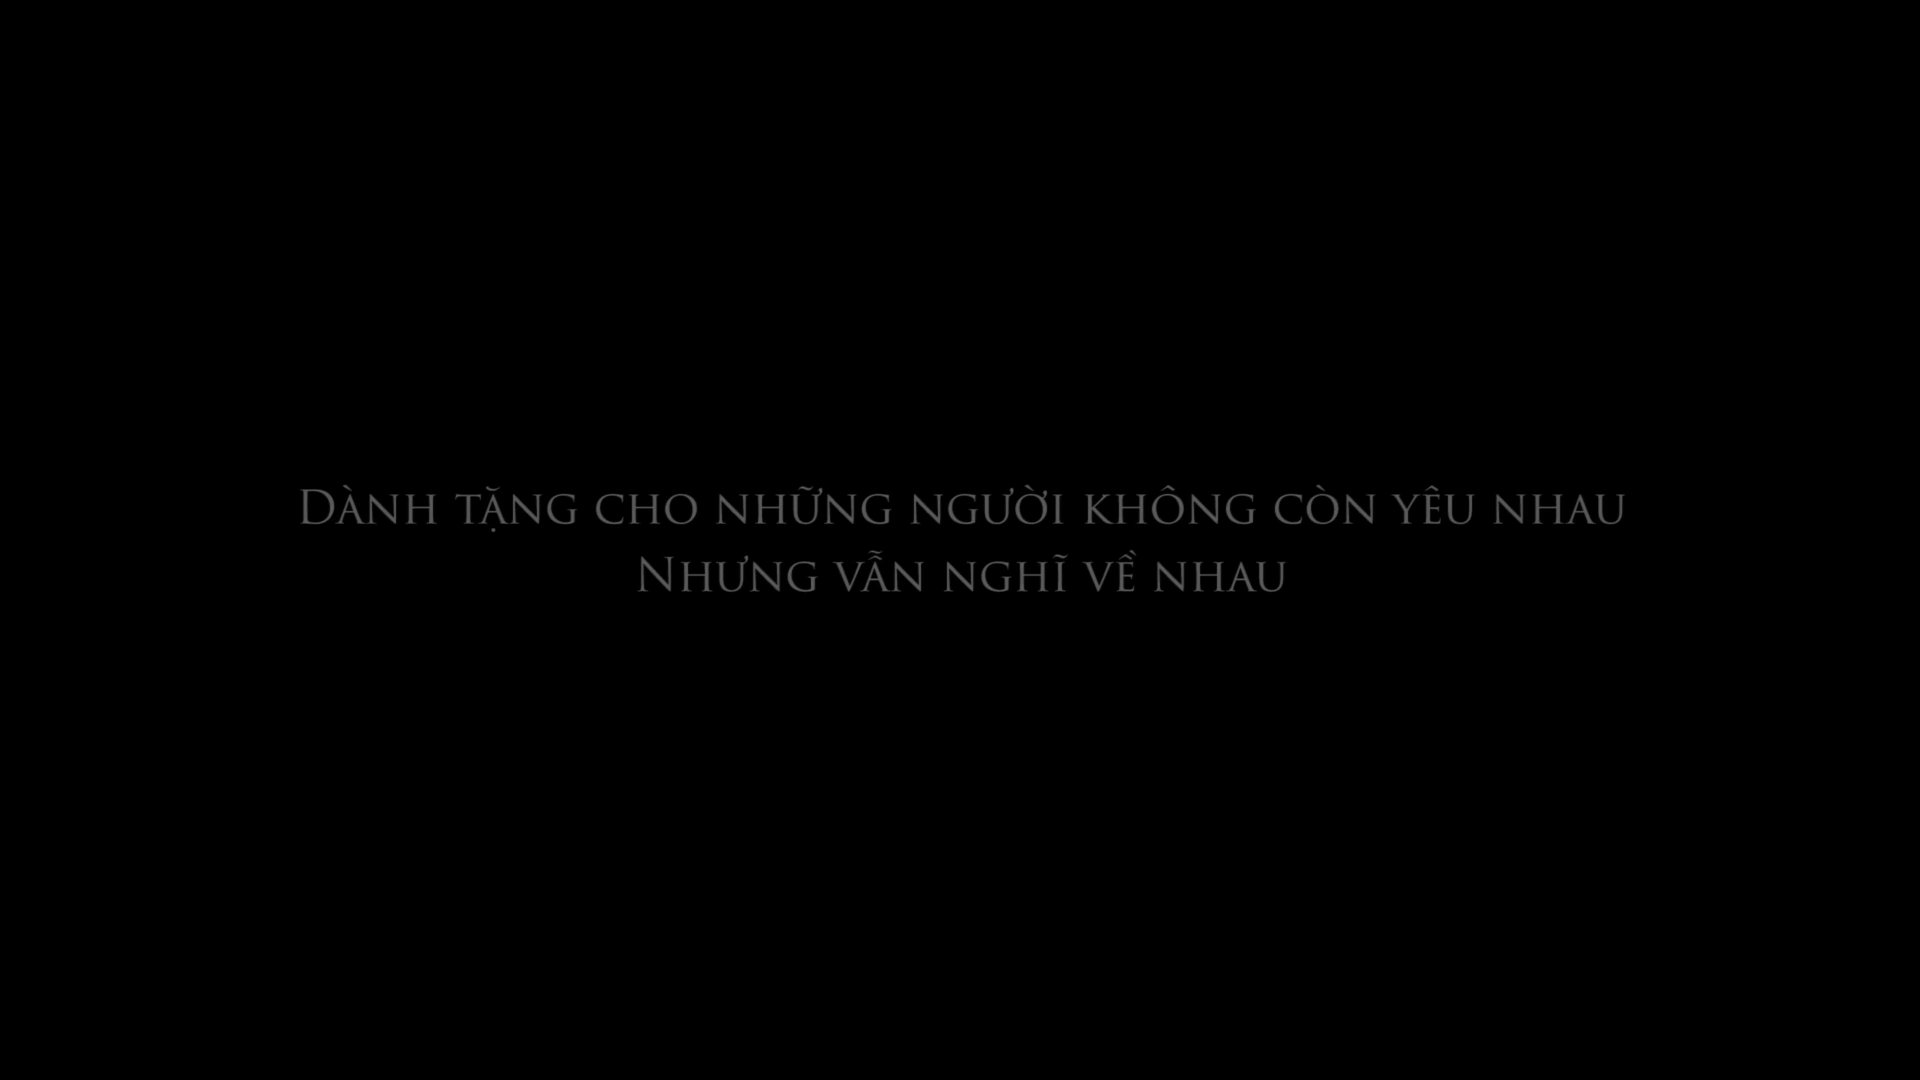 Dành tặng cho những người không còn yêu nhau
Nhưng vẫn nghĩ về nhau